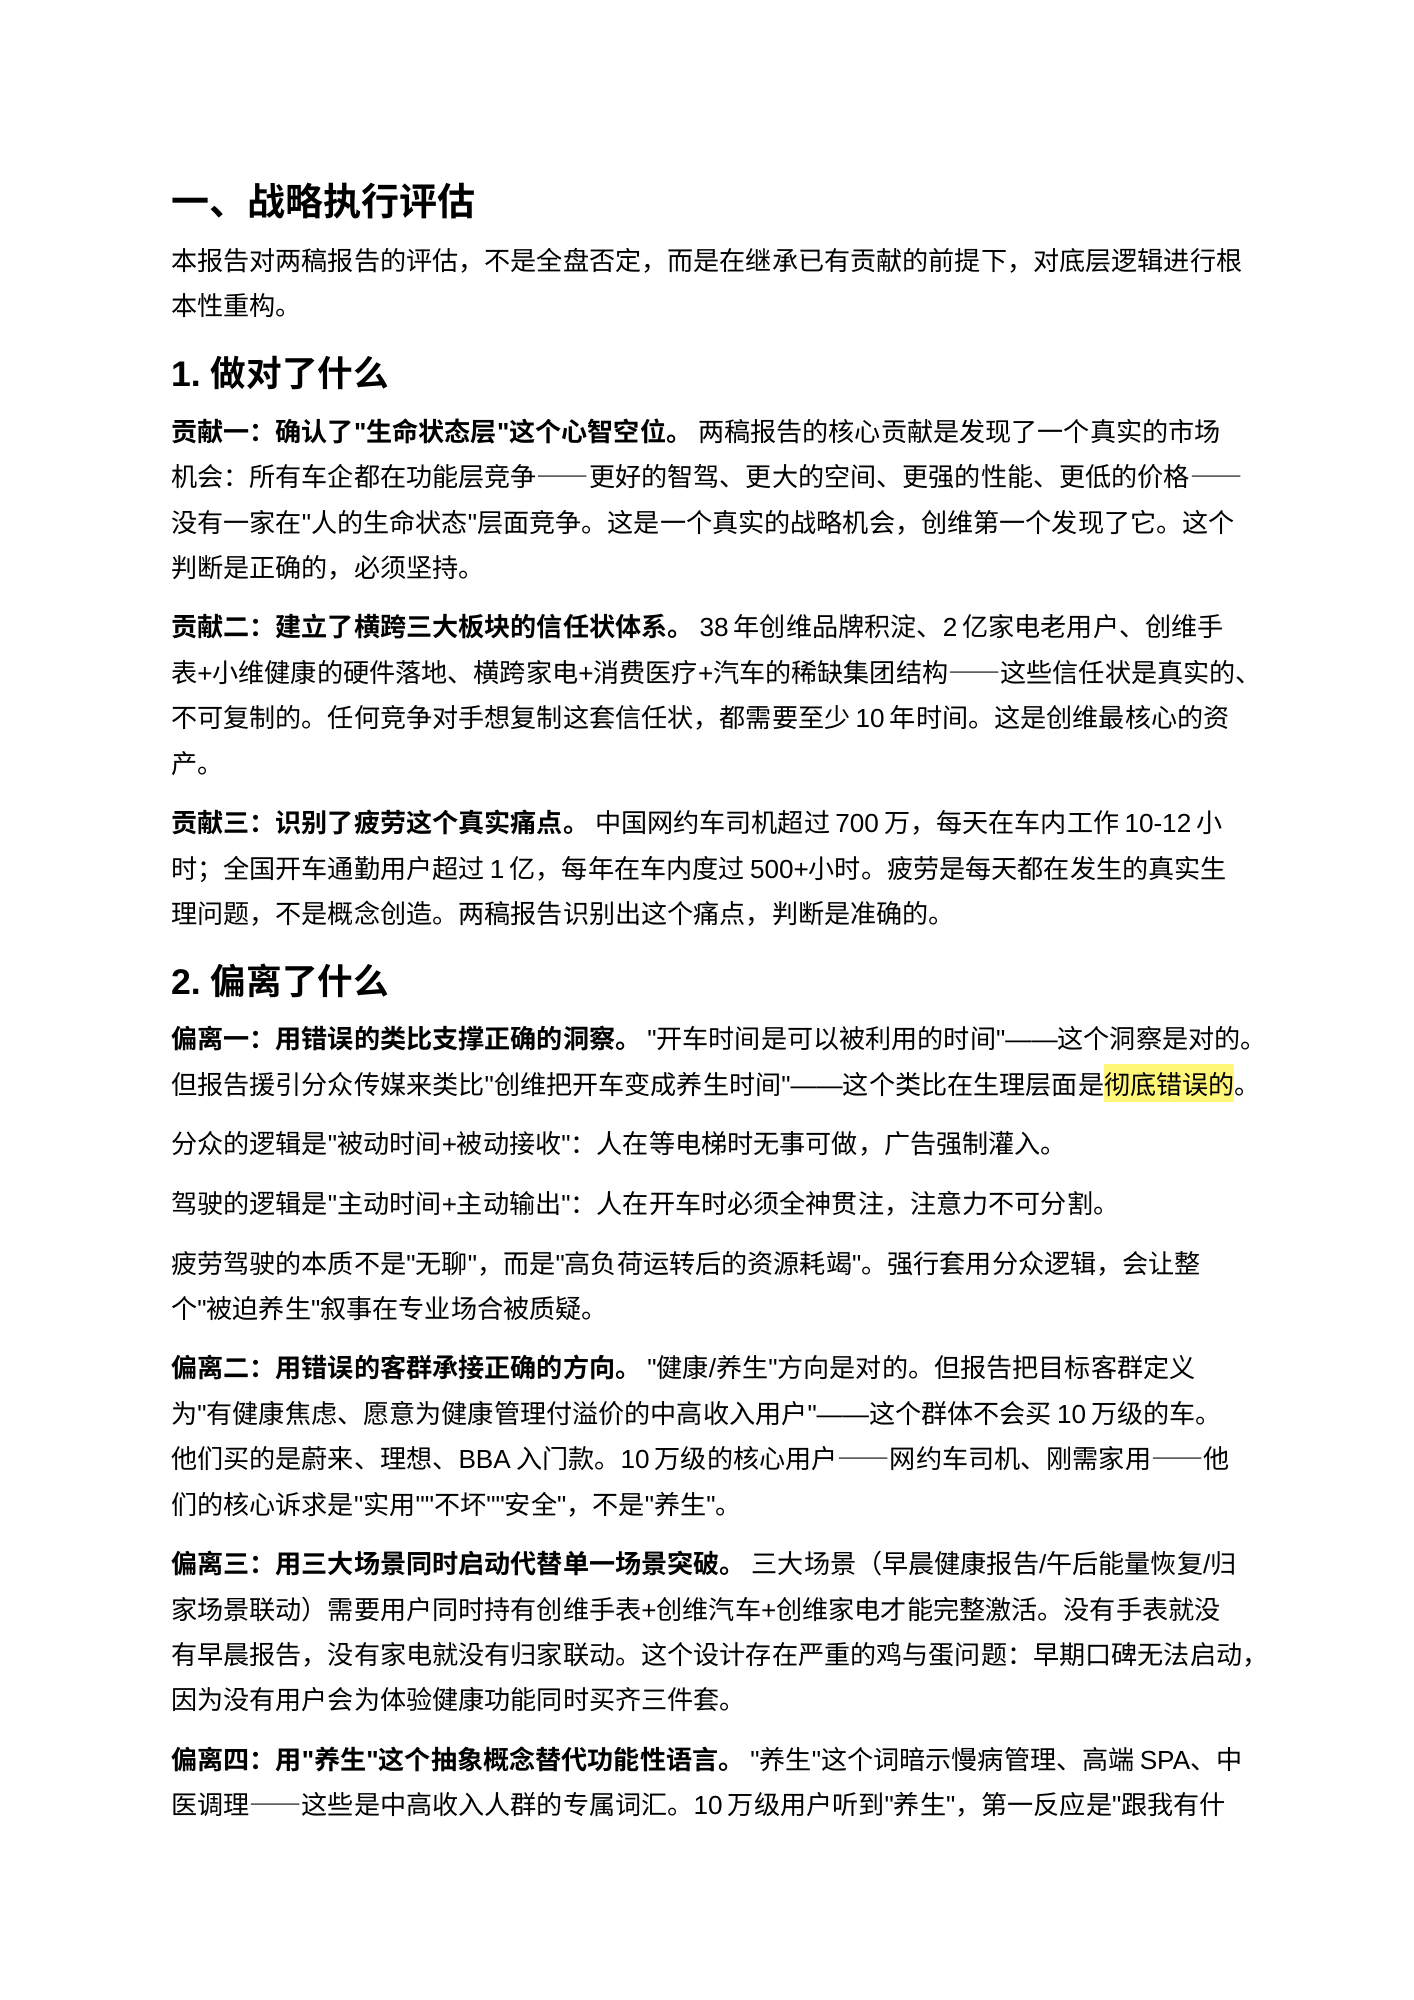 一、战略执行评估
本报告对两稿报告的评估，不是全盘否定，而是在继承已有贡献的前提下，对底层逻辑进行根
本性重构。
1. 做对了什么
贡献一：确认了"生命状态层"这个心智空位。 两稿报告的核心贡献是发现了一个真实的市场
机会：所有车企都在功能层竞争——更好的智驾、更大的空间、更强的性能、更低的价格——
没有一家在"人的生命状态"层面竞争。这是一个真实的战略机会，创维第一个发现了它。这个
判断是正确的，必须坚持。
贡献二：建立了横跨三大板块的信任状体系。 38 年创维品牌积淀、2 亿家电老用户、创维手
表+小维健康的硬件落地、横跨家电+消费医疗+汽车的稀缺集团结构——这些信任状是真实的、
不可复制的。任何竞争对手想复制这套信任状，都需要至少 10 年时间。这是创维最核心的资
产。
贡献三：识别了疲劳这个真实痛点。 中国网约车司机超过 700 万，每天在车内工作 10-12 小
时；全国开车通勤用户超过 1 亿，每年在车内度过 500+小时。疲劳是每天都在发生的真实生
理问题，不是概念创造。两稿报告识别出这个痛点，判断是准确的。
2. 偏离了什么
偏离一：用错误的类比支撑正确的洞察。 "开车时间是可以被利用的时间"——这个洞察是对的。
但报告援引分众传媒来类比"创维把开车变成养生时间"——这个类比在生理层面是彻底错误的。
分众的逻辑是"被动时间+被动接收"：人在等电梯时无事可做，广告强制灌入。
驾驶的逻辑是"主动时间+主动输出"：人在开车时必须全神贯注，注意力不可分割。
疲劳驾驶的本质不是"无聊"，而是"高负荷运转后的资源耗竭"。强行套用分众逻辑，会让整
个"被迫养生"叙事在专业场合被质疑。
偏离二：用错误的客群承接正确的方向。 "健康/养生"方向是对的。但报告把目标客群定义
为"有健康焦虑、愿意为健康管理付溢价的中高收入用户"——这个群体不会买 10 万级的车。
他们买的是蔚来、理想、BBA 入门款。10 万级的核心用户——网约车司机、刚需家用——他
们的核心诉求是"实用""不坏""安全"，不是"养生"。
偏离三：用三大场景同时启动代替单一场景突破。 三大场景（早晨健康报告/午后能量恢复/归
家场景联动）需要用户同时持有创维手表+创维汽车+创维家电才能完整激活。没有手表就没
有早晨报告，没有家电就没有归家联动。这个设计存在严重的鸡与蛋问题：早期口碑无法启动，
因为没有用户会为体验健康功能同时买齐三件套。
偏离四：用"养生"这个抽象概念替代功能性语言。 "养生"这个词暗示慢病管理、高端 SPA、中
医调理——这些是中高收入人群的专属词汇。10 万级用户听到"养生"，第一反应是"跟我有什